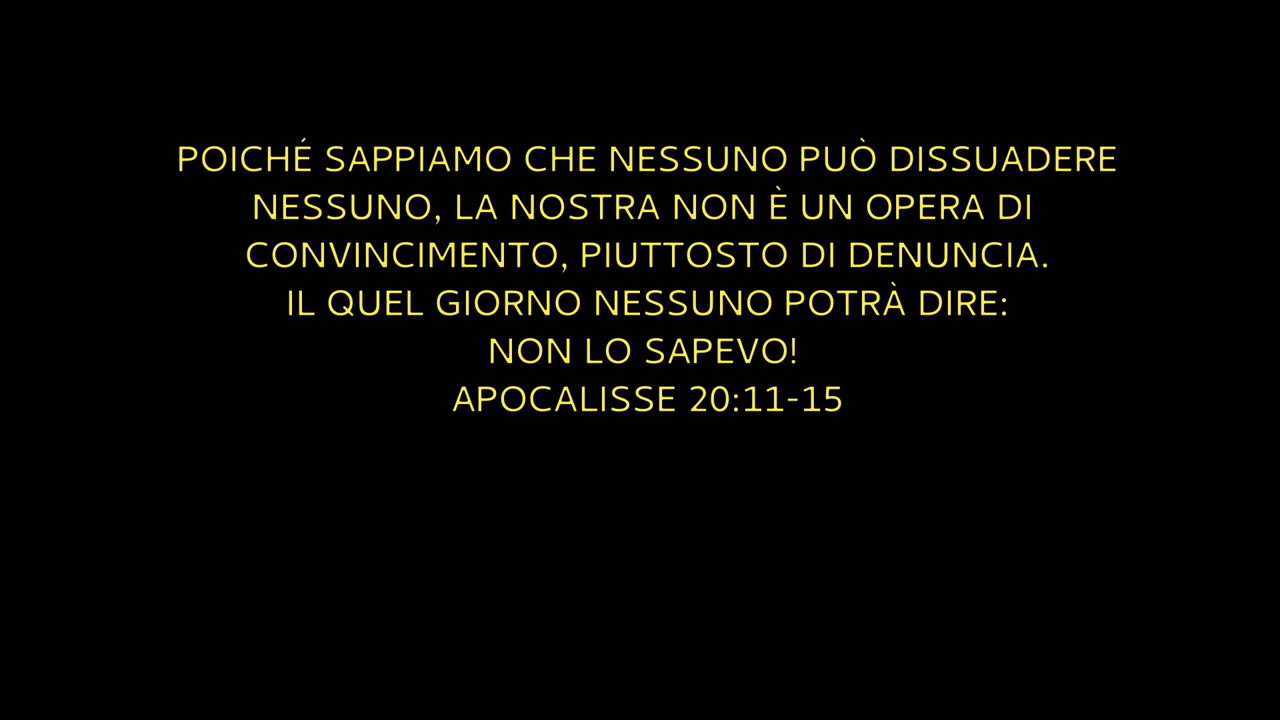 POICHÉ SAPPIAMO CHE NESSUNO PUÒ DISSUADERE
NESSUNO, LA NOSTRA NON È UN OPERA DI
CONVINCIMENTO, PIUTTOSTO DI DENUNCIA.
IL QUEL GIORNO NESSUNO POTRÀ DIRE:
NON LO SAPEVO!
APOCALISSE 20:11-15